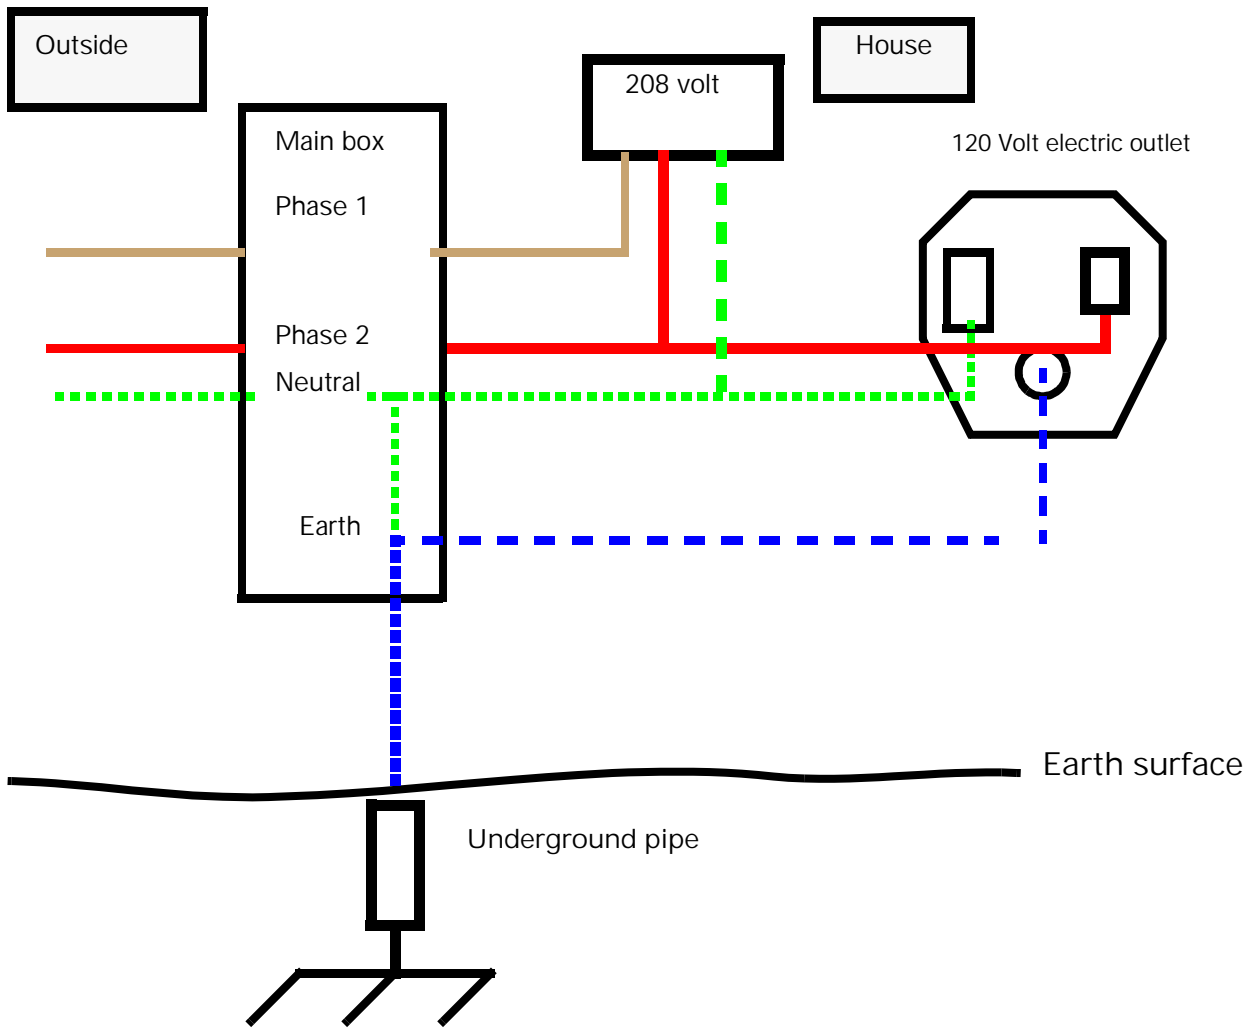 Outside
House
208 volt
Main box
120 Volt electric outlet
Phase 1
Phase 2
Neutral
Earth
Earth surface
Underground pipe